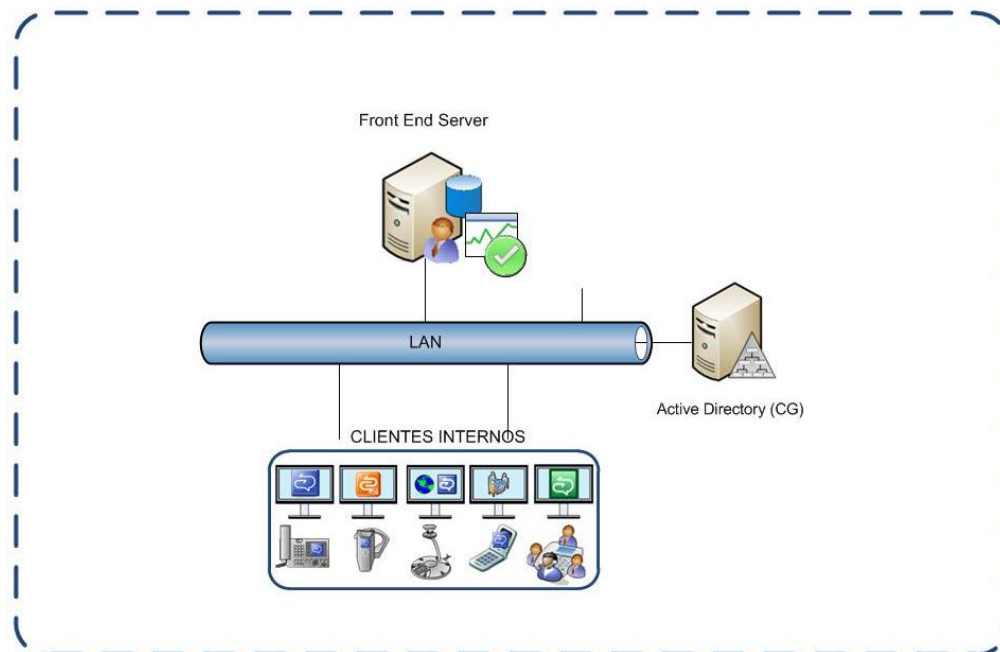 Front End Server
LAN
Active Directory (CG)
CLIENTES INTERNOS